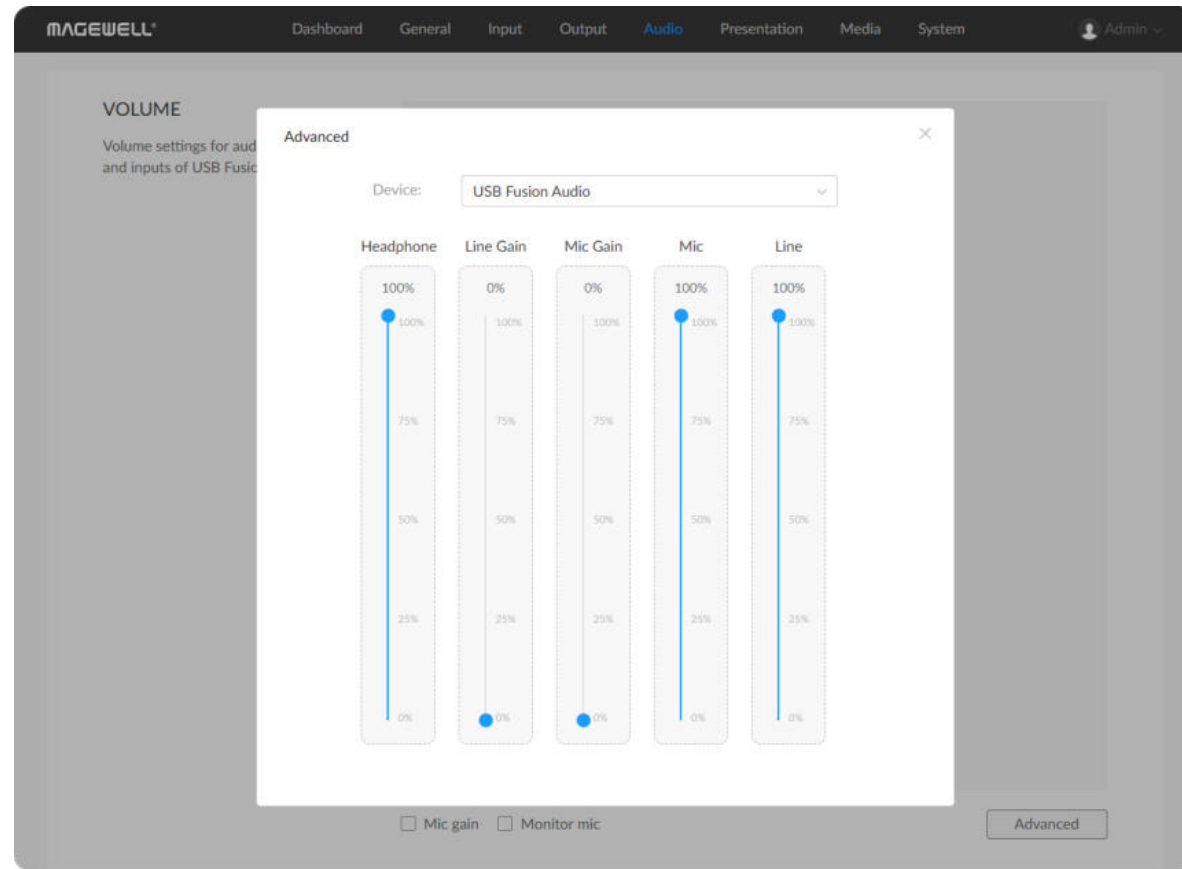 MAGEWELL®
Dashboard General Input Output Audio Presentation Media System Admin
VOLUME
Volume settings for aud
and inputs of USB Fusio
Advanced
Device: USB Fusion Audio
Headphone Line Gain Mic Gain Mic Line
100% 0% 0% 100% 100%
100% 100% 100% 100% 100%
75% 75% 75% 75% 75%
50% 50% 50% 50% 50%
25% 25% 25% 25% 25%
0% 0% 0% 0% 0%
Mic gain Monitor mic Advanced